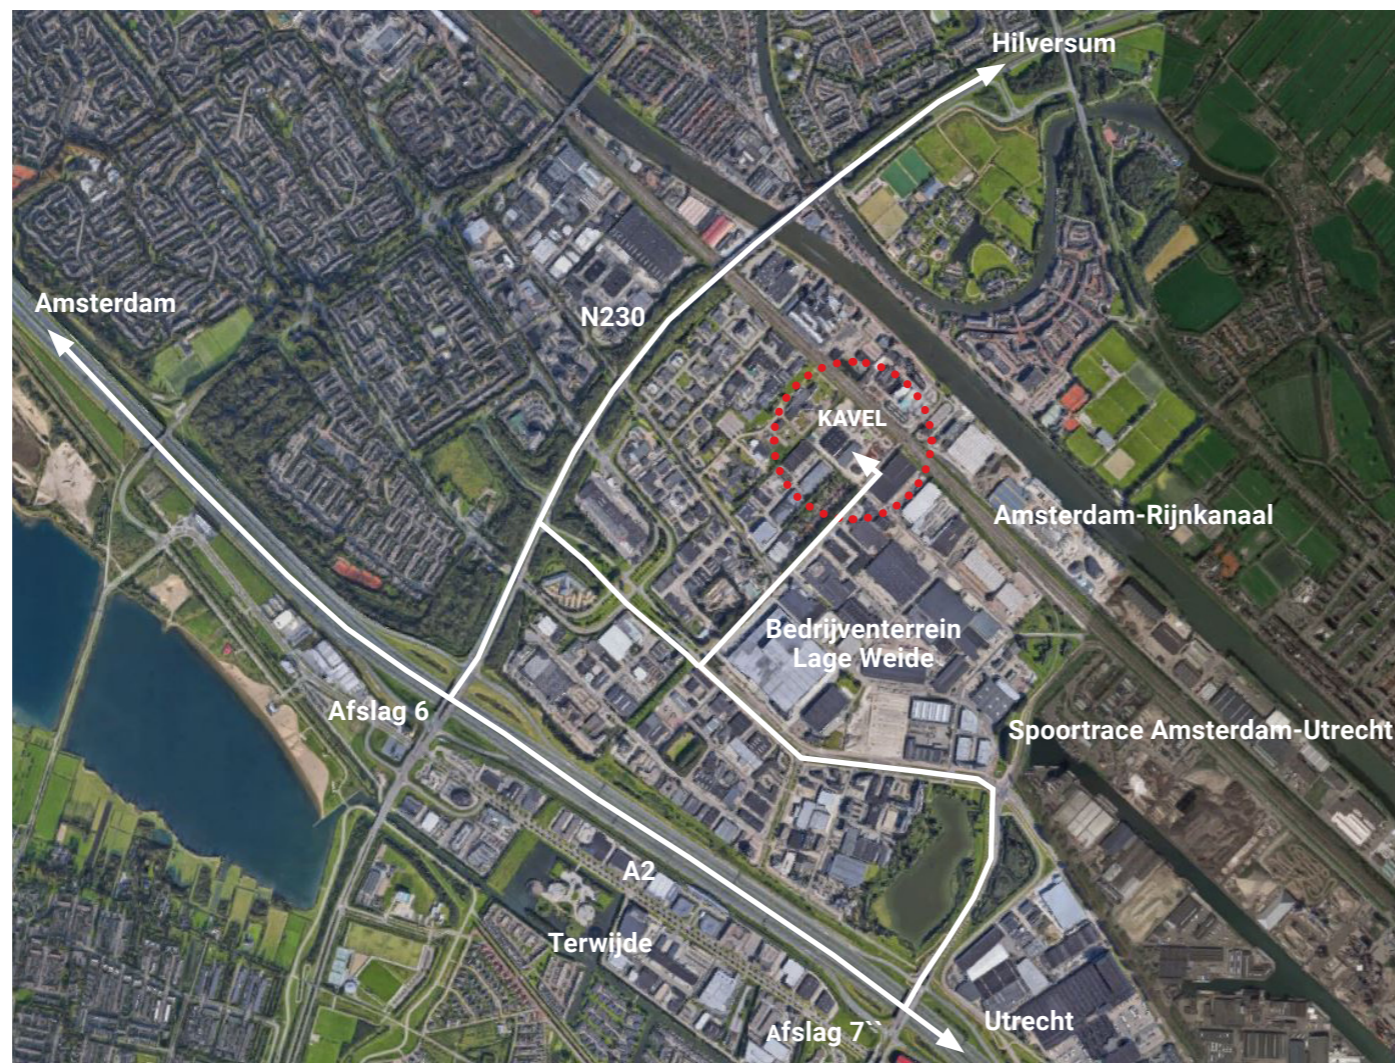 Hilversum
Amsterdam
N230
KAVEL
Amsterdam-Rijnkanaal
Bedrijventerrein
Lage Weide
Afslag 6
Spoortrace Amsterdam-Utrecht
A2
Terwijde
Utrecht
Afslag 7``